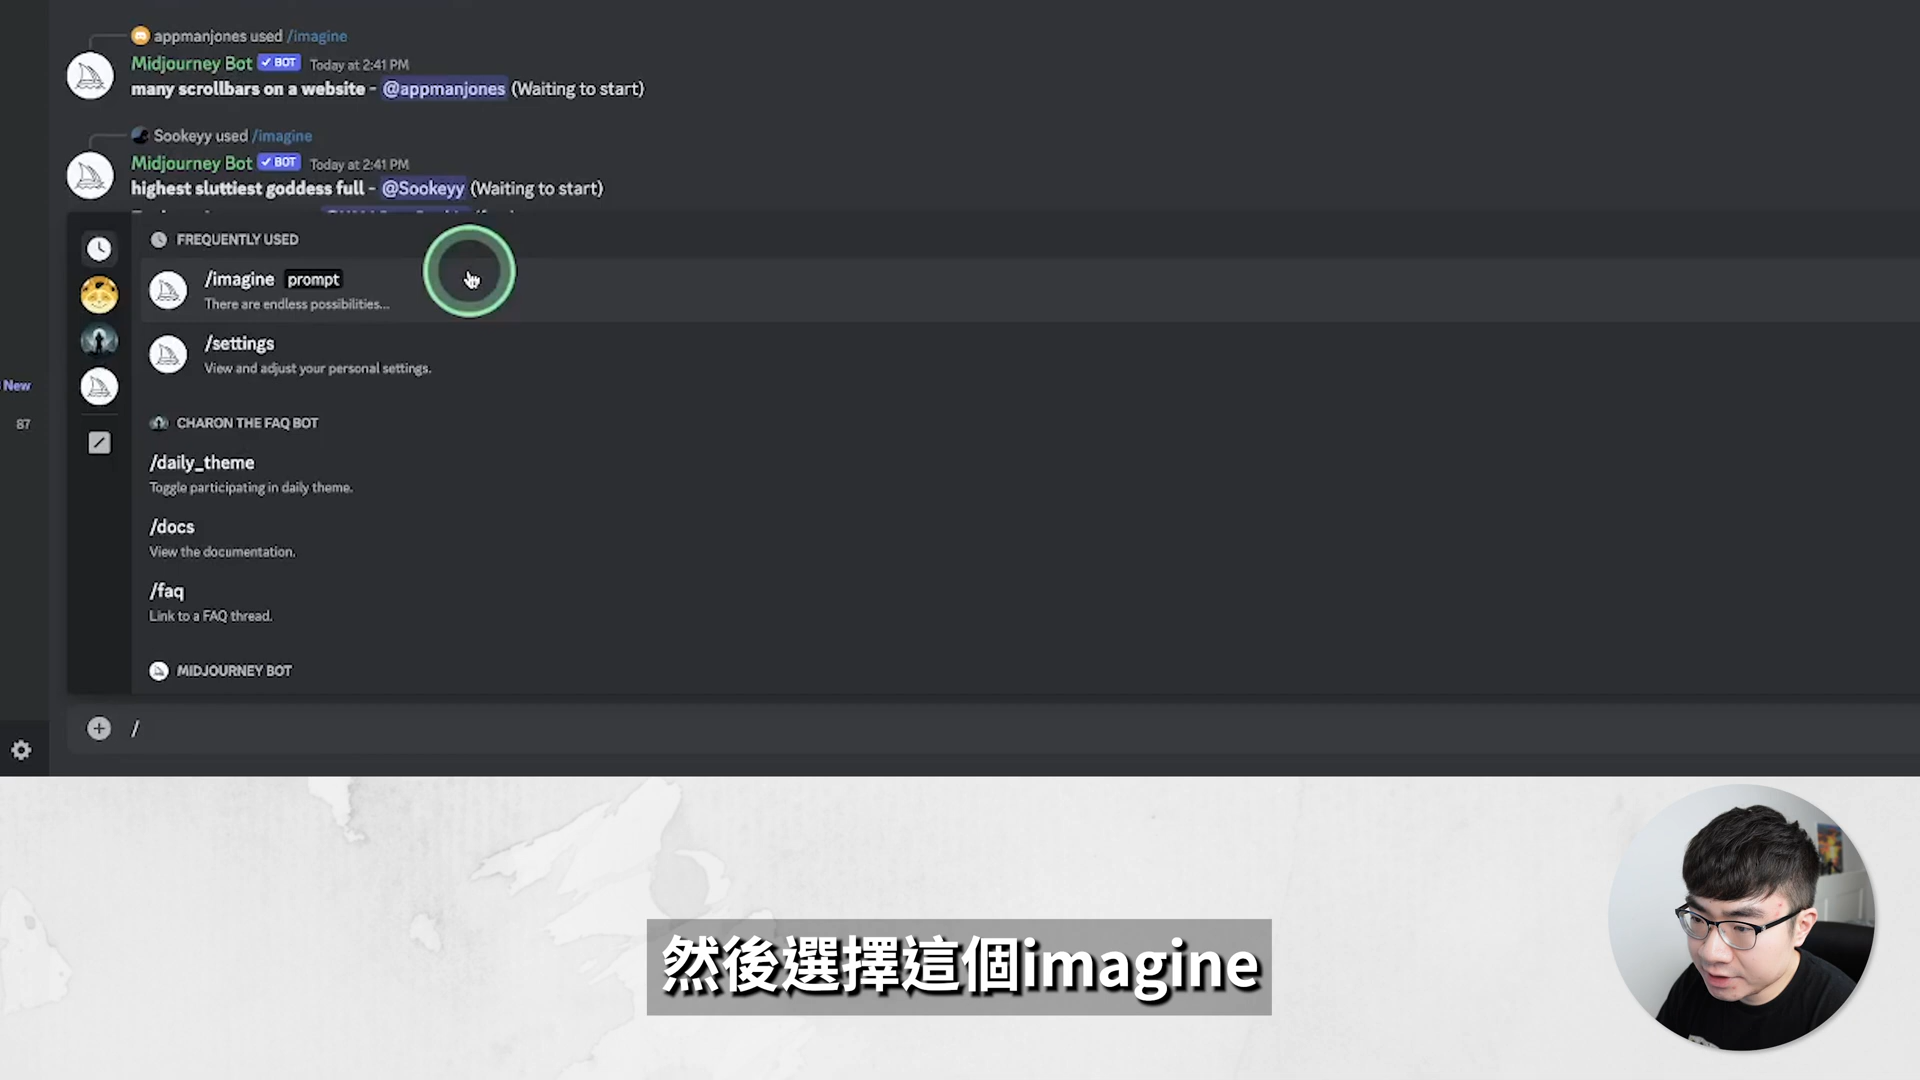 appmanjones used /imagine
Midjourney Bot ✓ BOT Today at 2:41 PM
many scrollbars on a website - @appmanjones (Waiting to start)
Sookeyy used /imagine
Midjourney Bot ✓ BOT Today at 2:41 PM
highest sluttiest goddess full - @Sookeyy (Waiting to start)
FREQUENTLY USED
/imagine prompt
There are endless possibilities...
/settings
View and adjust your personal settings.
New
CHARON THE FAQ BOT
87
/daily_theme
Toggle participating in daily theme.
/docs
View the documentation.
/faq
Link to a FAQ thread.
MIDJOURNEY BOT
/
然後選擇這個imagine